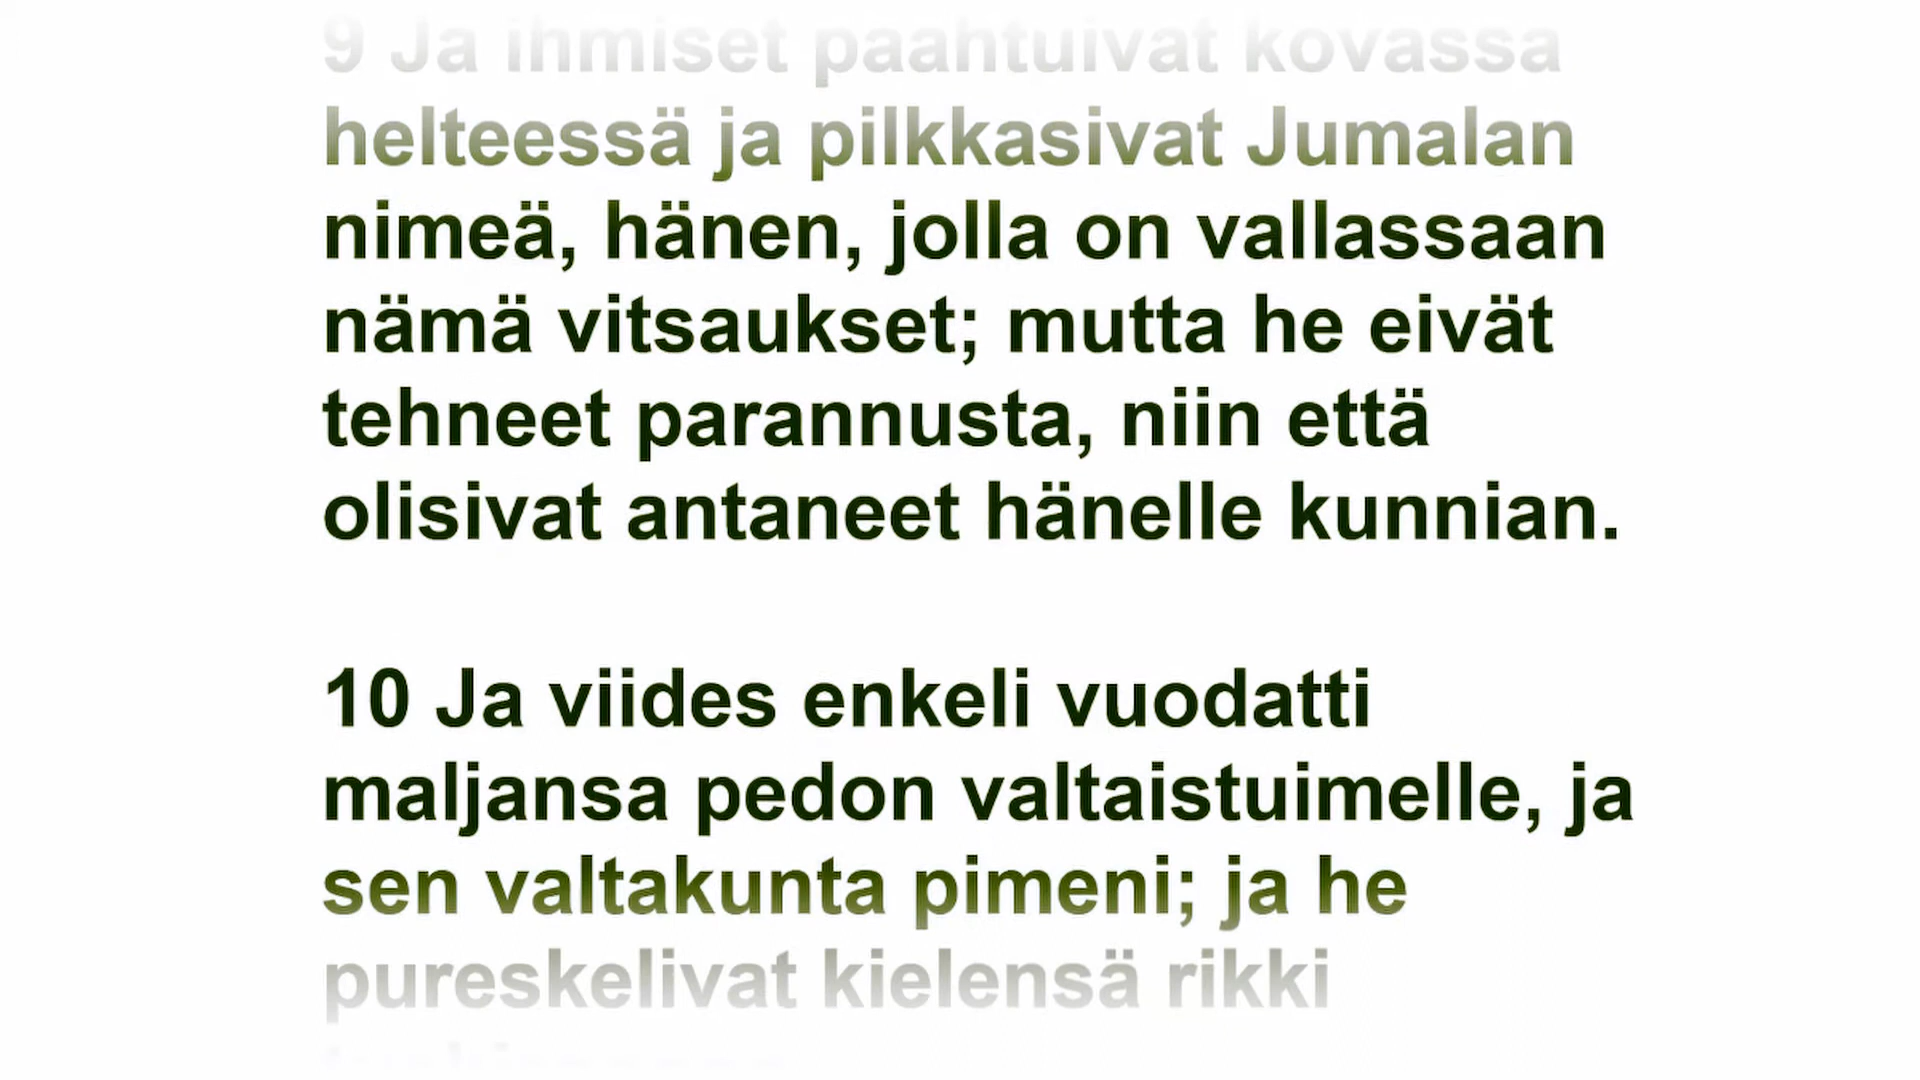 9 Ja ihmiset paahtuivat kovassa
helteessä ja pilkkasivat Jumalan
nimeä, hänen, jolla on vallassaan
nämä vitsaukset; mutta he eivät
tehneet parannusta, niin että
olisivat antaneet hänelle kunnian.
10 Ja viides enkeli vuodatti
maljansa pedon valtaistuimelle, ja
sen valtakunta pimeni; ja he
pureskelivat kielensä rikki